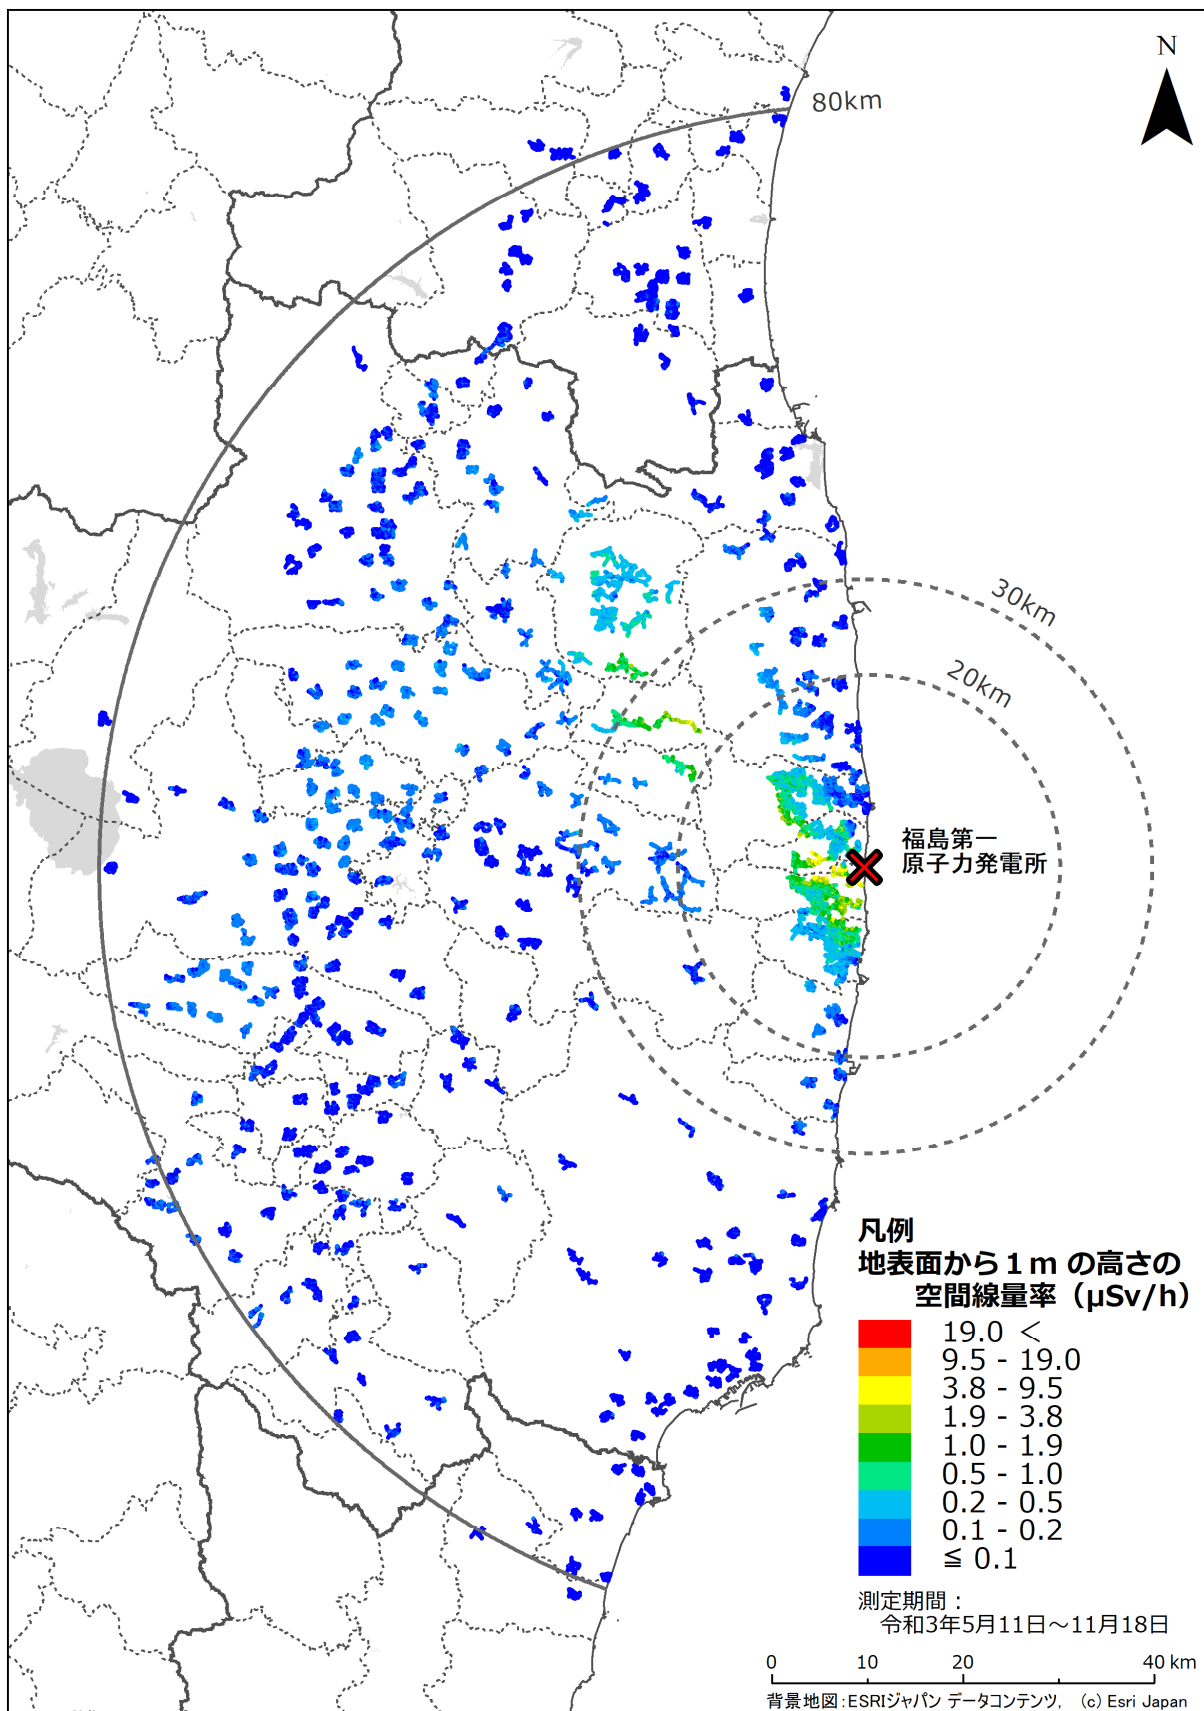 N
80km
30km
20km
福島第一
原子力発電所
凡例
地表面から1mの高さの
空間線量率(μSv/h)
19.0 <
9.5 - 19.0
3.8 - 9.5
1.9 - 3.8
1.0 - 1.9
0.5 - 1.0
0.2 - 0.5
0.1 - 0.2
≦ 0.1
測定期間:
令和3年5月11日~11月18日
0 10 20 40 km
背景地図:ESRIジャパン データコンテンツ, (c) Esri Japan